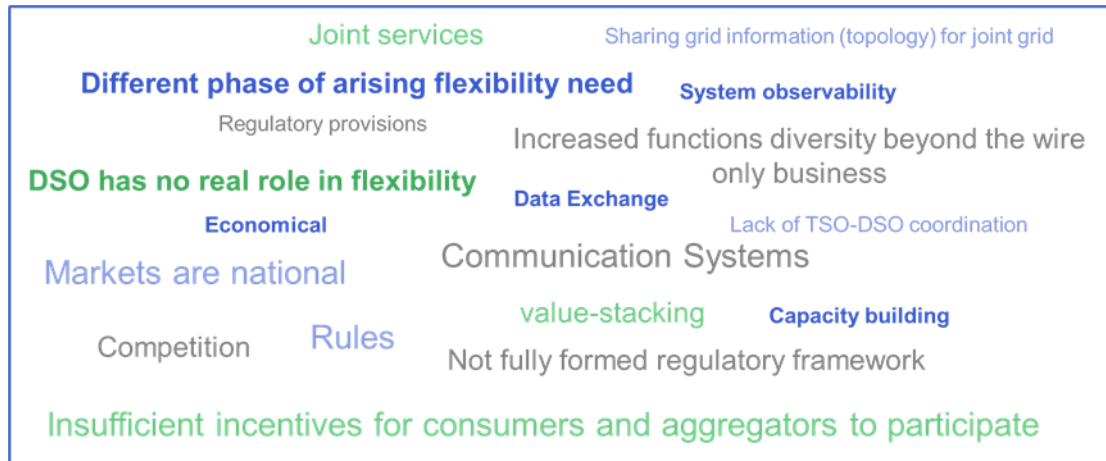 Joint services
Sharing grid information (topology) for joint grid
Different phase of arising flexibility need
System observability
Regulatory provisions
Increased functions diversity beyond the wire
only business
DSO has no real role in flexibility
Data Exchange
Economical
Lack of TSO-DSO coordination
Markets are national
Communication Systems
value-stacking
Capacity building
Competition
Rules
Not fully formed regulatory framework
Insufficient incentives for consumers and aggregators to participate